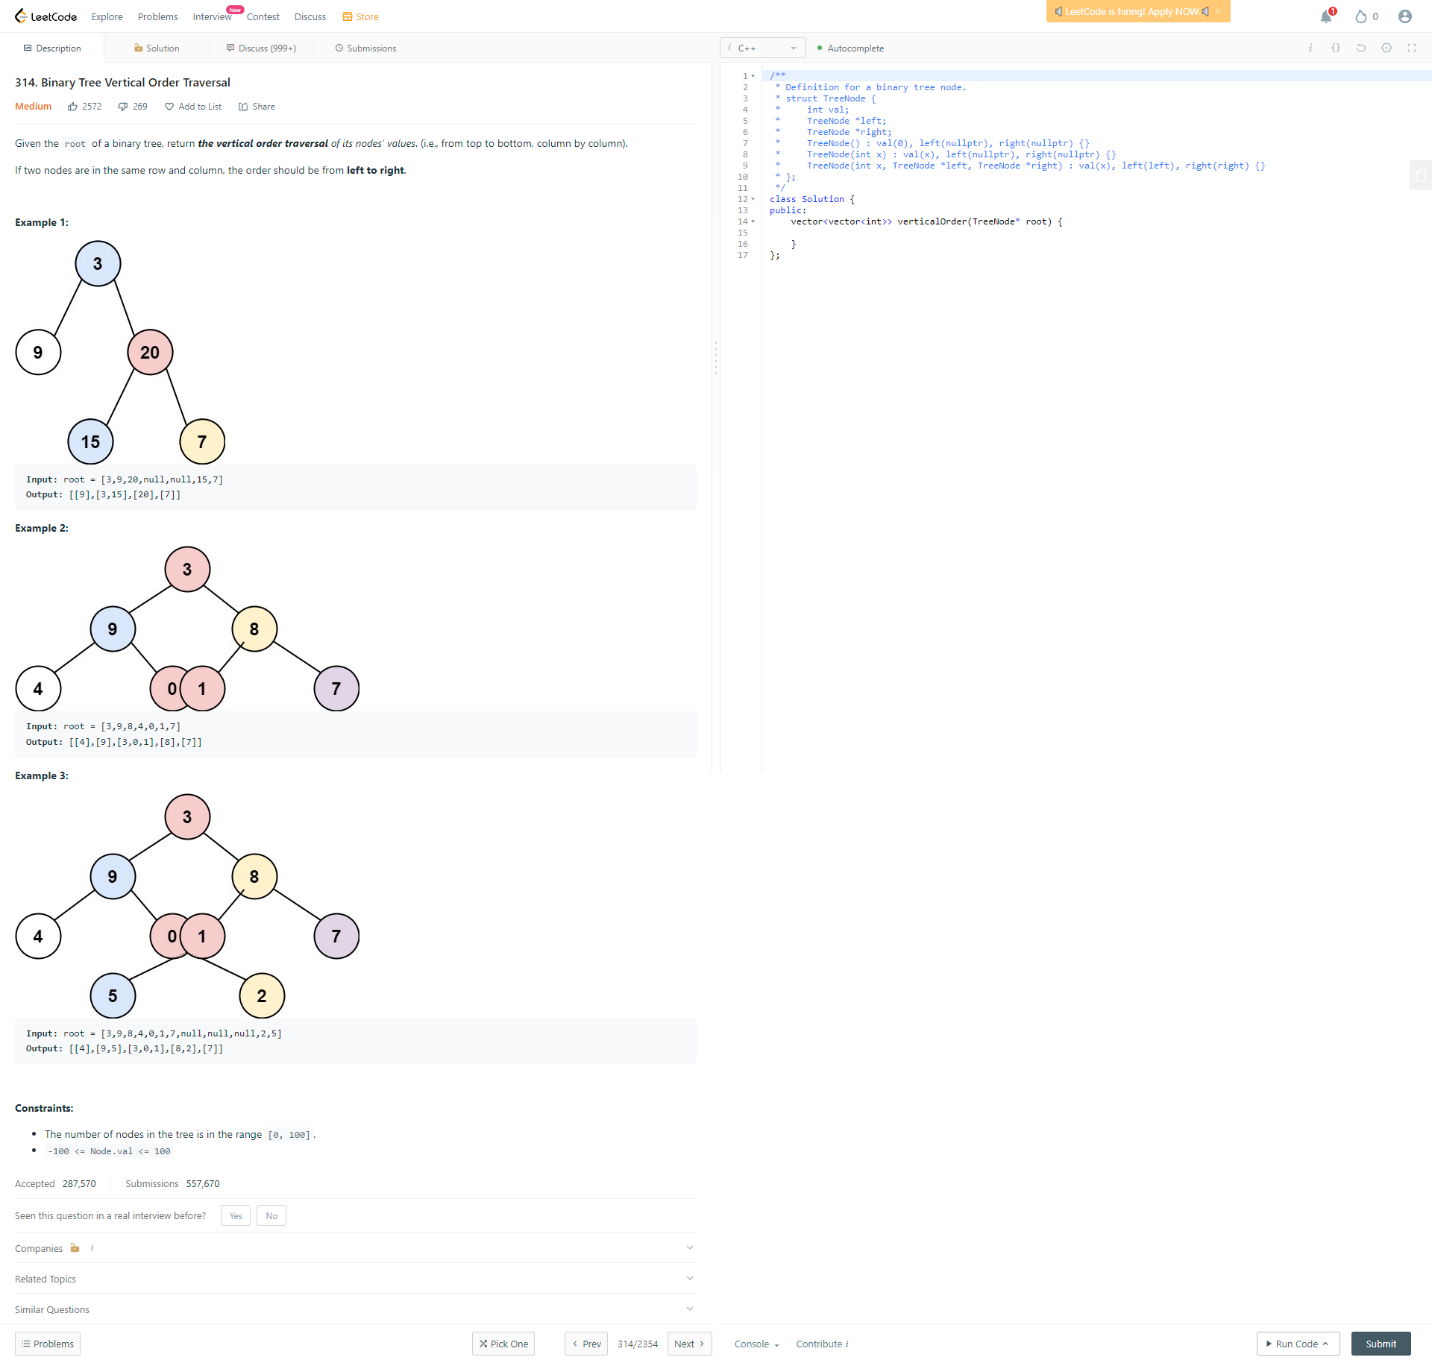 LeetCode Explore Problems Interview New Contest Discuss Store LeetCode is hiring! Apply NOW. × 1 0
Description Solution Discuss (999+) Submissions
i C++ Autocomplete i {}
314. Binary Tree Vertical Order Traversal
Medium 2572 269 Add to List Share
Given the root of a binary tree, return the vertical order traversal of its nodes' values. (i.e., from top to bottom, column by column).
If two nodes are in the same row and column, the order should be from left to right.
Example 1:
3
9 20
15 7
Input: root = [3,9,20,null,null,15,7]
Output: [[9],[3,15],[20],[7]]
Example 2:
3
9 8
4 0 1 7
Input: root = [3,9,8,4,0,1,7]
Output: [[4],[9],[3,0,1],[8],[7]]
Example 3:
3
9 8
4 0 1 7
5 2
Input: root = [3,9,8,4,0,1,7,null,null,null,2,5]
Output: [[4],[9,5],[3,0,1],[8,2],[7]]
Constraints:
• The number of nodes in the tree is in the range [0, 100].
• -100 <= Node.val <= 100
Accepted 287,570 Submissions 557,670
Seen this question in a real interview before? Yes No
Companies i
Related Topics
Similar Questions
Problems Pick One < Prev 314/2354 Next >
1 /**
2 * Definition for a binary tree node.
3 * struct TreeNode {
4 * int val;
5 * TreeNode *left;
6 * TreeNode *right;
7 * TreeNode() : val(0), left(nullptr), right(nullptr) {}
8 * TreeNode(int x) : val(x), left(nullptr), right(nullptr) {}
9 * TreeNode(int x, TreeNode *left, TreeNode *right) : val(x), left(left), right(right) {}
10 * };
11 */
12 class Solution {
13 public:
14 vector<vector<int>> verticalOrder(TreeNode* root) {
15
16 }
17 };
Console Contribute i Run Code Submit